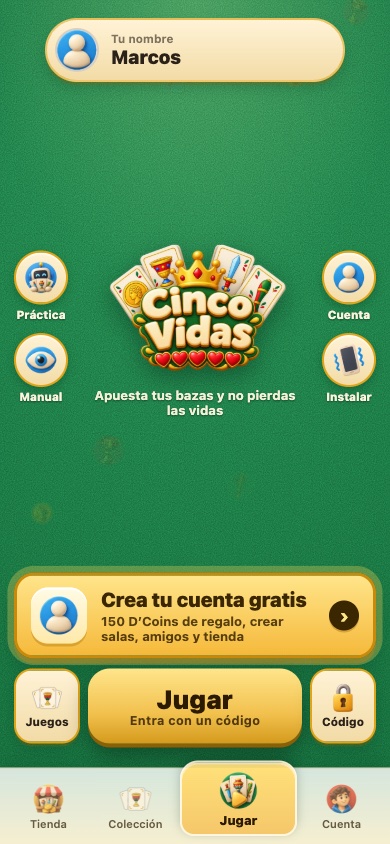 Tu nombre
Marcos
Cinco
Vidas
Práctica
Cuenta
Manual
Instalar
Apuesta tus bazas y no pierdas
las vidas
Crea tu cuenta gratis
150 D'Coins de regalo, crear
salas, amigos y tienda
›
Juegos
Jugar
Entra con un código
Código
Tienda
Colección
Jugar
Cuenta